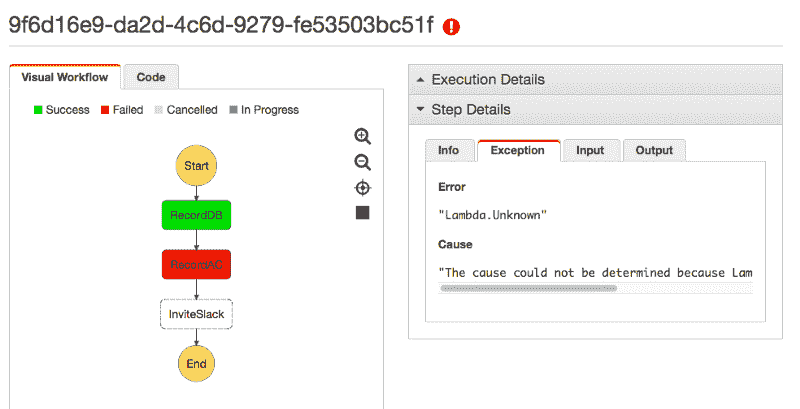 9f6d16e9-da2d-4c6d-9279-fe53503bc51f
Visual Workflow Code
Success Failed Cancelled In Progress
Start
RecordDB
RecordAC
InviteSlack
End
Execution Details
Step Details
Info Exception Input Output
Error
"Lambda.Unknown"
Cause
"The cause could not be determined because Lam